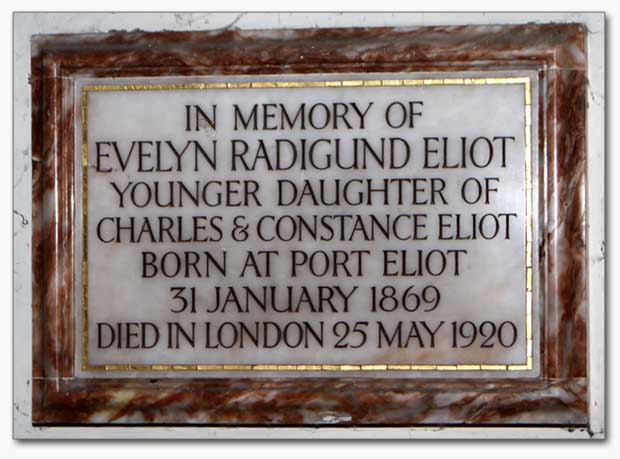 IN MEMORY OF
EVELYN RADIGUND ELIOT
YOUNGER DAUGHTER OF
CHARLES & CONSTANCE ELIOT
BORN AT PORT ELIOT
31 JANUARY 1869
DIED IN LONDON 25 MAY 1920